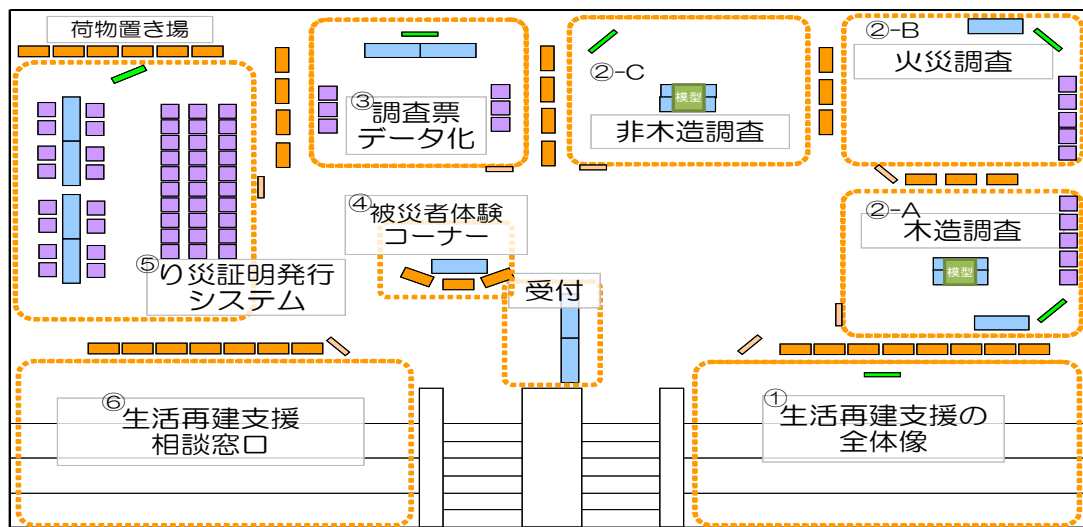 荷物置き場
③調査票
データ化
②-C
模型
非木造調査
②-B
火災調査
②-A
木造調査
模型
④被災者体験
コーナー
受付
⑤り災証明発行
システム
⑥生活再建支援
相談窓口
①生活再建支援の
全体像